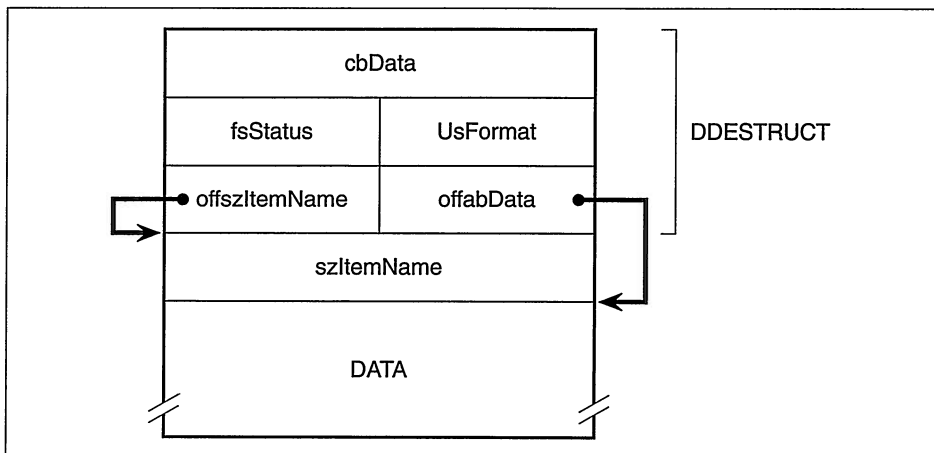 cbData
fsStatus UsFormat
DDESTRUCT
offszItemName offabData
szItemName
DATA